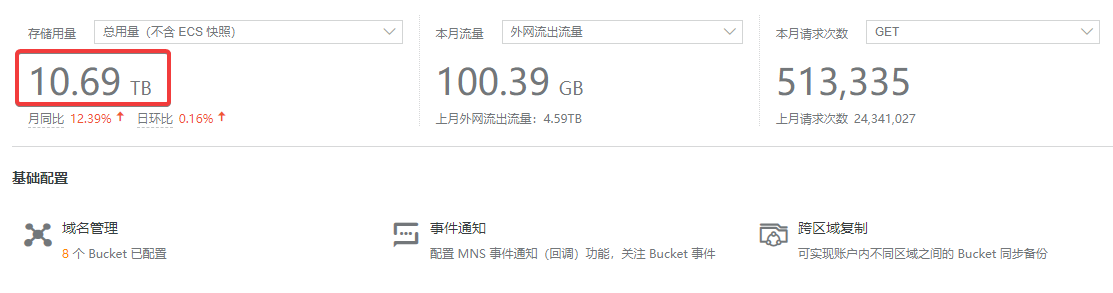 存储用量 总用量（不含 ECS 快照） 本月流量 外网流出流量 本月请求次数 GET
10.69 TB 100.39 GB 513,335
月同比 12.39% 日环比 0.16% 上月外网流出流量：4.59TB 上月请求次数 24,341,027
基础配置
域名管理 事件通知 跨区域复制
8 个 Bucket 已配置 配置 MNS 事件通知（回调）功能，关注 Bucket 事件 可实现账户内不同区域之间的 Bucket 同步备份